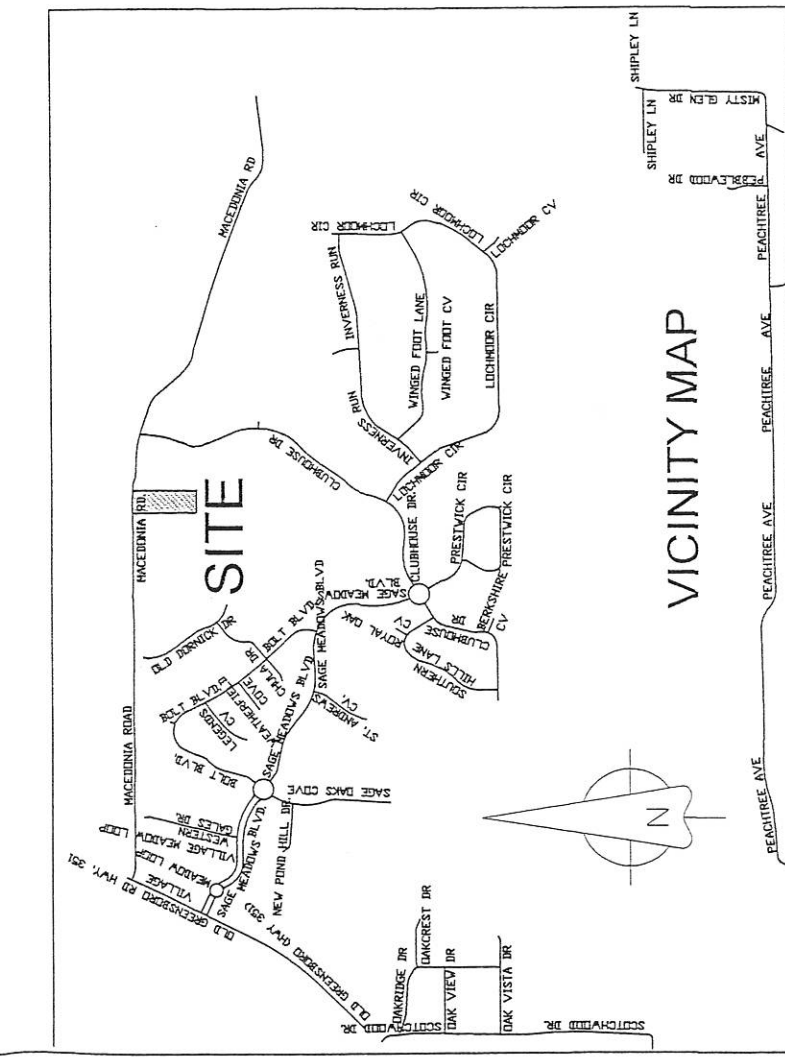 SHIPLEY LN
SHIPLEY LN
MISTY GLEN DR
PEBBLEWOOD DR
AVE
PEACHTREE
AVE
PEACHTREE
AVE
PEACHTREE
PEACHTREE AVE
PEACHTREE AVE
MACEDONIA RD
MACEDONIA RD.
MACEDONIA ROAD
SITE
VICINITY MAP
LOCHMOOR CIR
LOCHMOOR CIR
LOCHMOOR CV
INVERNESS RUN
WINGED FOOT LANE
WINGED FOOT CV
LOCHMOOR CIR
INVERNESS RUN
LOCHMOOR CIR
CLUBHOUSE DR
CLUBHOUSE DR.
PRESTWICK CIR
PRESTWICK CIR
BERKSHIRE
CV
CLUBHOUSE
DR
ROYAL OAK
CV
SOUTHERN
HILLS LANE
SAGE MEADOW
BLVD.
SAGE MEADOWS BLVD
BOLT BLVD.
OLD DORNICK DR
CHULA
DR
COVE
BOLT BLVD.
LEGENDS
CV
BOLT BLVD.
ST. ANDREWS
CV.
SAGE MEADOWS BLVD
SAGE OAKS COVE
NEW POND HILL DR.
SAGE MEADOWS BLVD.
WESTERN
GALES DR.
VILLAGE MEADOW LOOP
VILLAGE
MEADOW LOOP
OLD GREENSBORO RD HWY. 351
OLD GREENSBORO (HWY 351)
OAKCREST DR
OAKRIDGE DR
OAK VIEW DR
OAK VISTA DR
SCOTCHWOOD DR
SCOTCHWOOD DR.
N